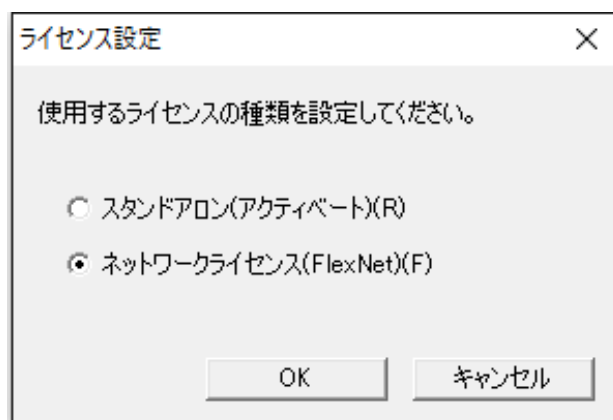 ライセンス設定
使用するライセンスの種類を設定してください。
スタンドアロン(アクティベート)(R)
ネットワークライセンス(FlexNet)(F)
OK
キャンセル